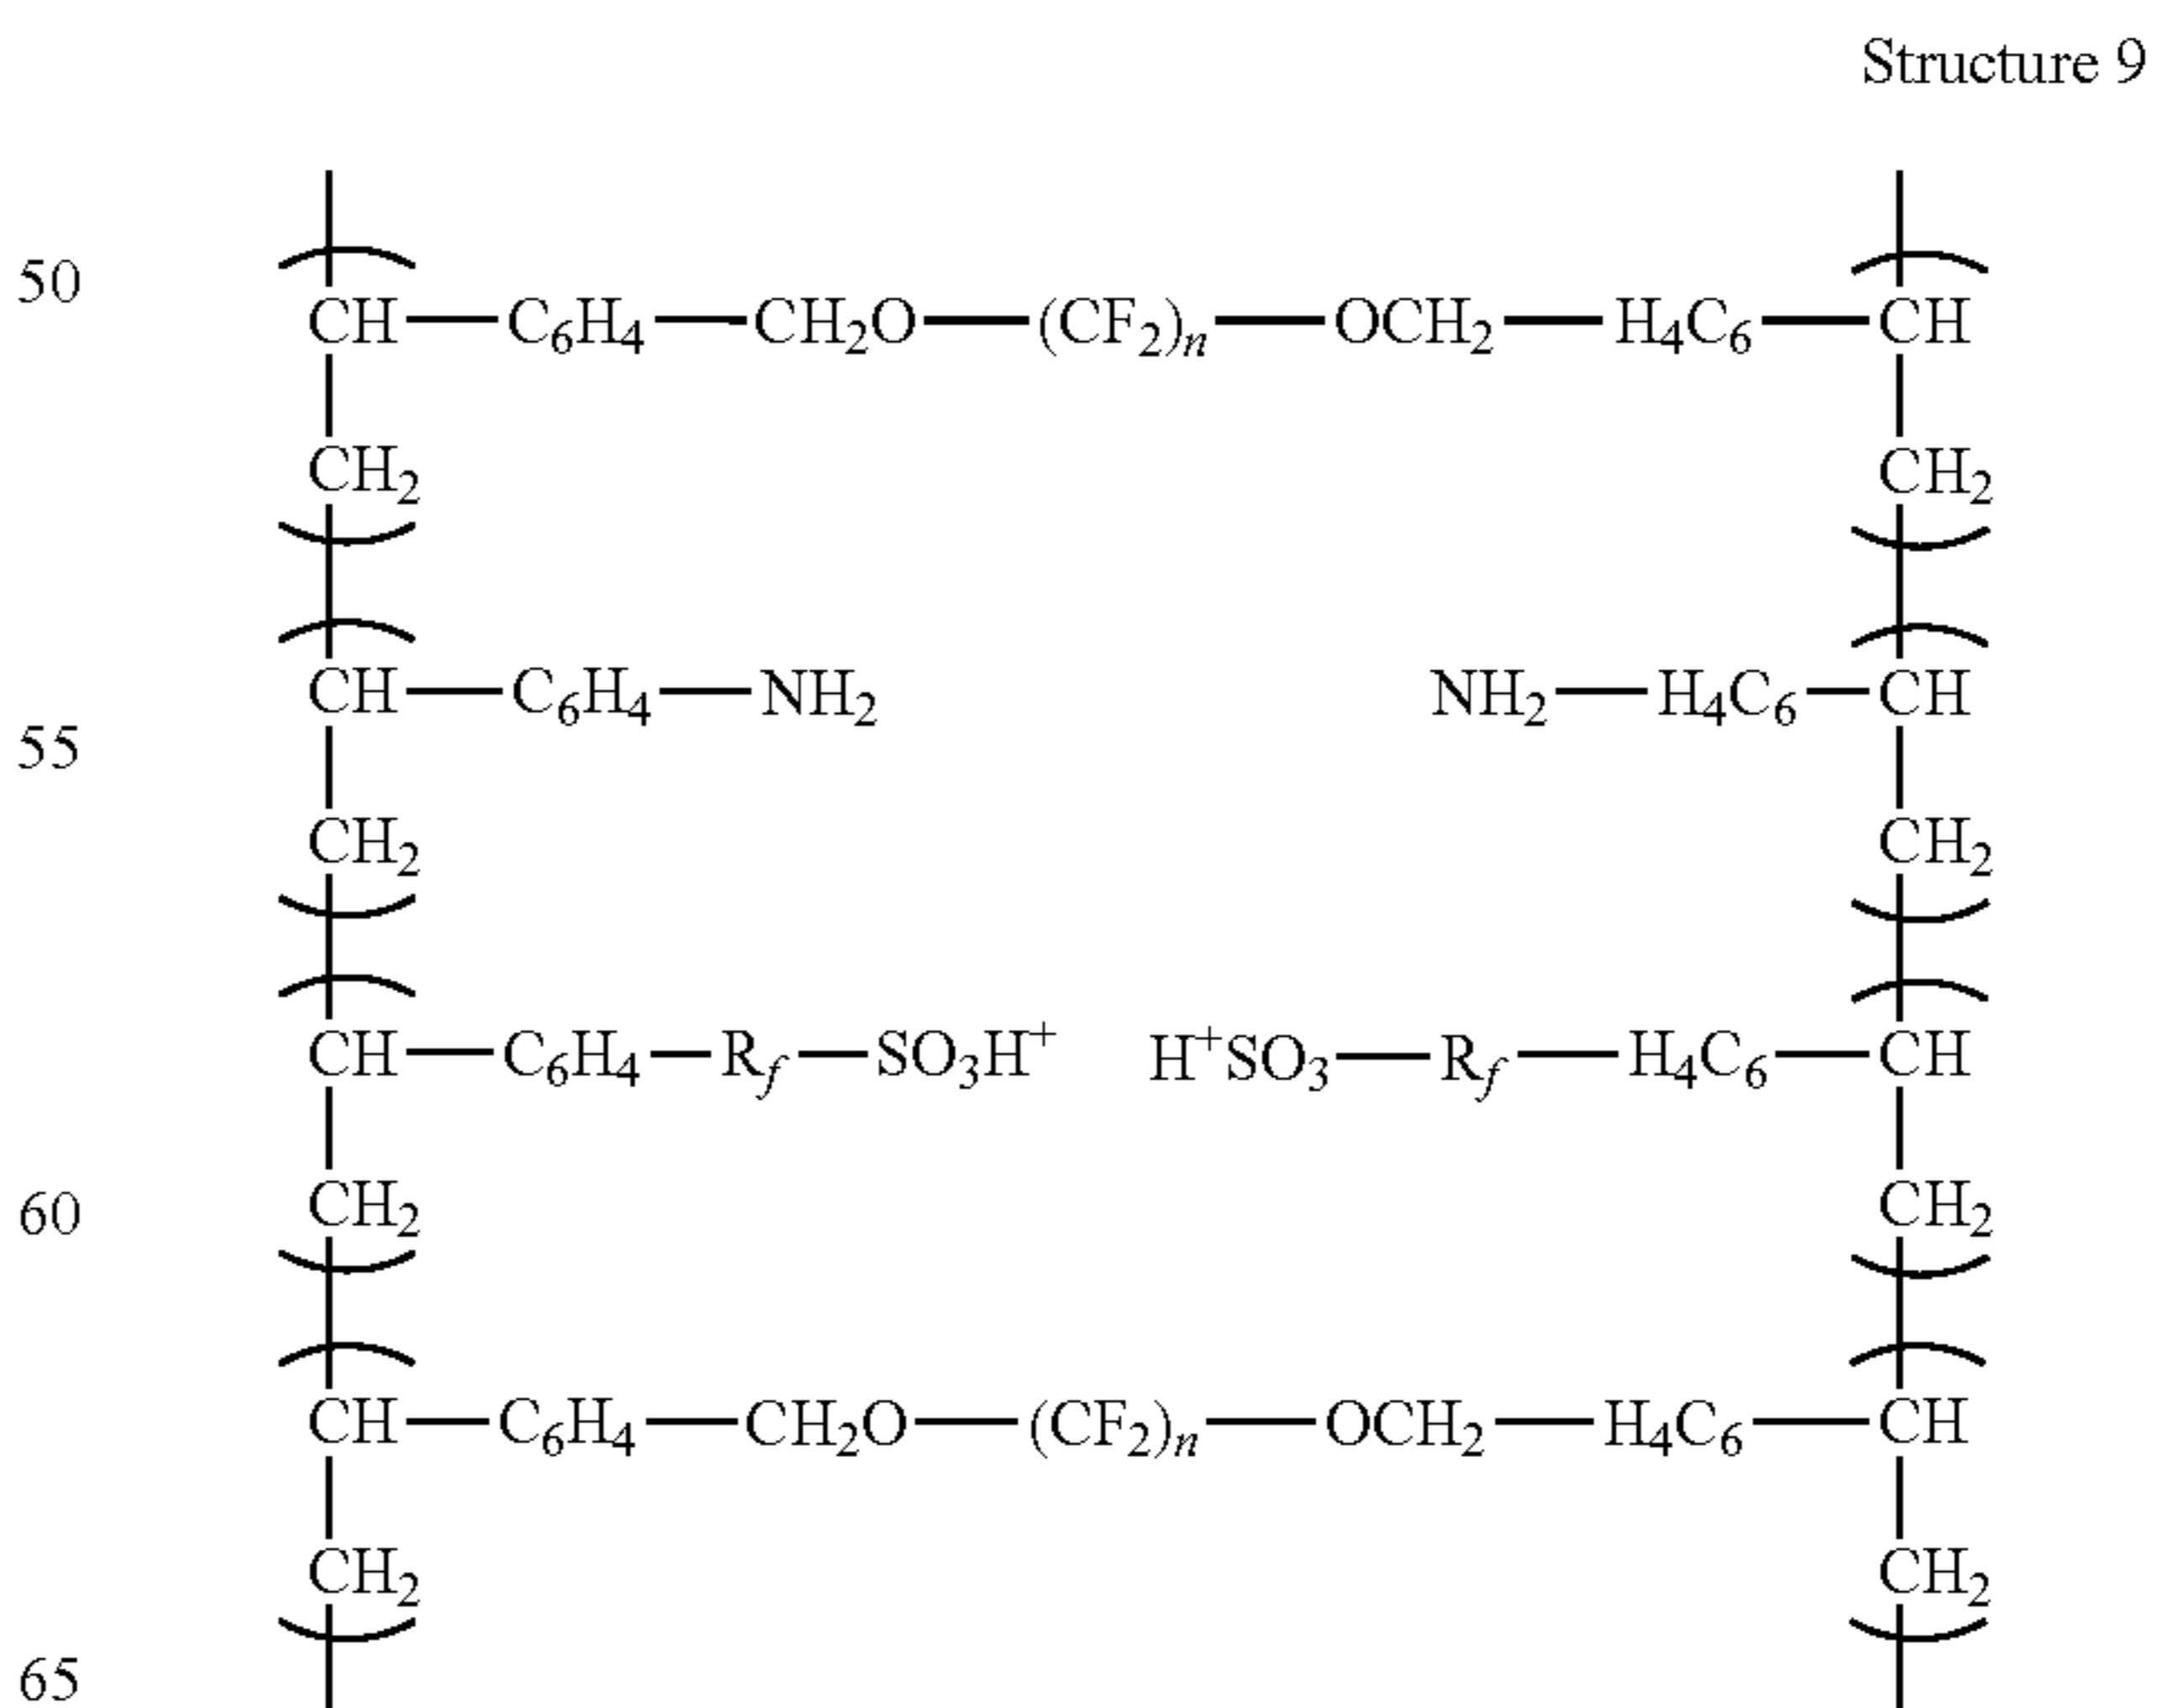 Structure 9
50
CH—C₆H₄—CH₂O—(CF₂)ₙ—OCH₂—H₄C₆—CH
CH₂ CH₂
CH—C₆H₄—NH₂ NH₂—H₄C₆—CH
55
CH₂ CH₂
CH—C₆H₄—R_f—SO₃H⁺ H⁺SO₃—R_f—H₄C₆—CH
60
CH₂ CH₂
CH—C₆H₄—CH₂O—(CF₂)ₙ—OCH₂—H₄C₆—CH
CH₂ CH₂
65